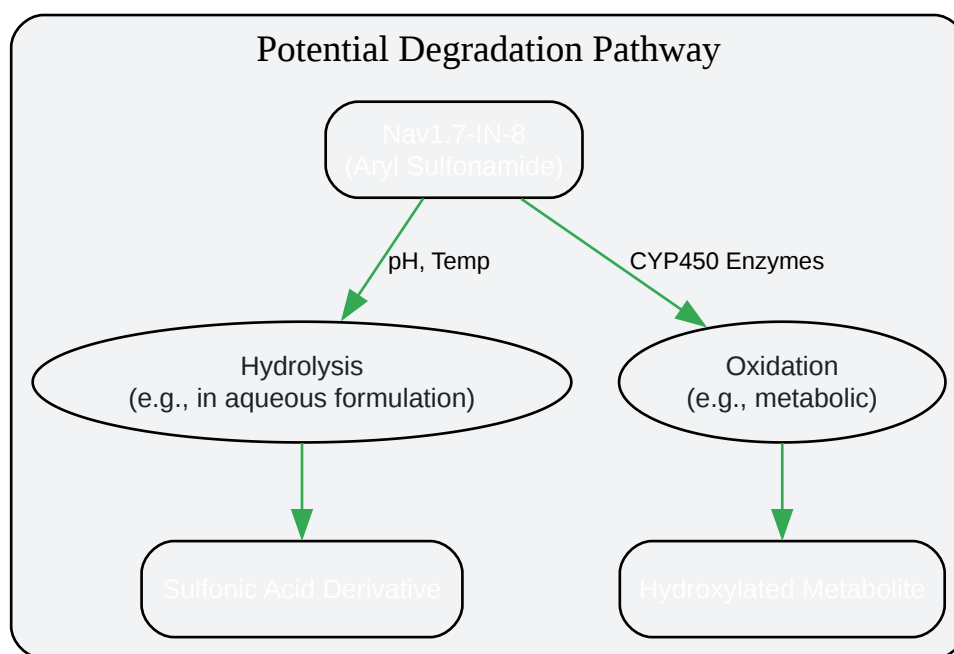 Potential Degradation Pathway
Nav1.7-IN-8
(Aryl Sulfonamide)
pH, Temp
CYP450 Enzymes
Hydrolysis
(e.g., in aqueous formulation)
Oxidation
(e.g., metabolic)
Sulfonic Acid Derivative
Hydroxylated Metabolite